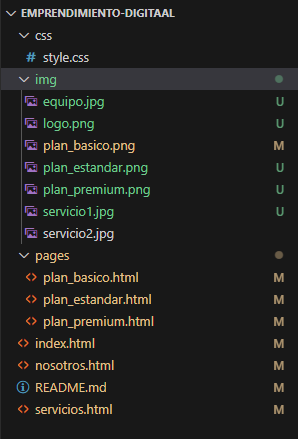 EMPRENDIMIENTO-DIGITAAL
css
# style.css
img
equipo.jpg U
logo.png U
plan_basico.png M
plan_estandar.png U
plan_premium.png U
servicio1.jpg U
servicio2.jpg
pages
<> plan_basico.html M
<> plan_estandar.html M
<> plan_premium.html M
<> index.html M
<> nosotros.html M
README.md M
<> servicios.html M